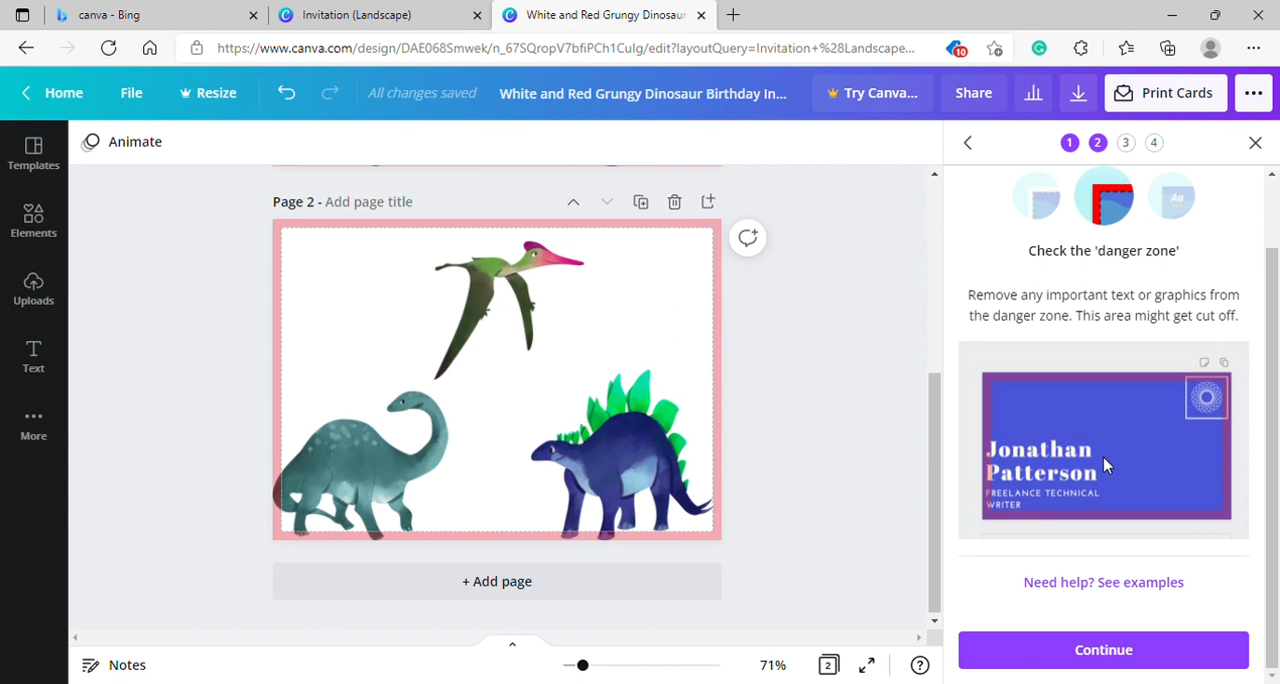 canva - Bing
Invitation (Landscape)
White and Red Grungy Dinosaur
https://www.canva.com/design/DAE068Smwek/n_67SQropV7bfiPCh1Culg/edit?layoutQuery=Invitation+%28Landscape...
10
Home
File
Resize
All changes saved
White and Red Grungy Dinosaur Birthday In...
Try Canva...
Share
Print Cards
Templates
Elements
Uploads
Text
More
Animate
Page 2 - Add page title
+ Add page
1 2 3 4
Aa
Check the 'danger zone'
Remove any important text or graphics from
the danger zone. This area might get cut off.
Jonathan
Patterson
FREELANCE TECHNICAL
WRITER
Need help? See examples
Continue
Notes
71%
2
?